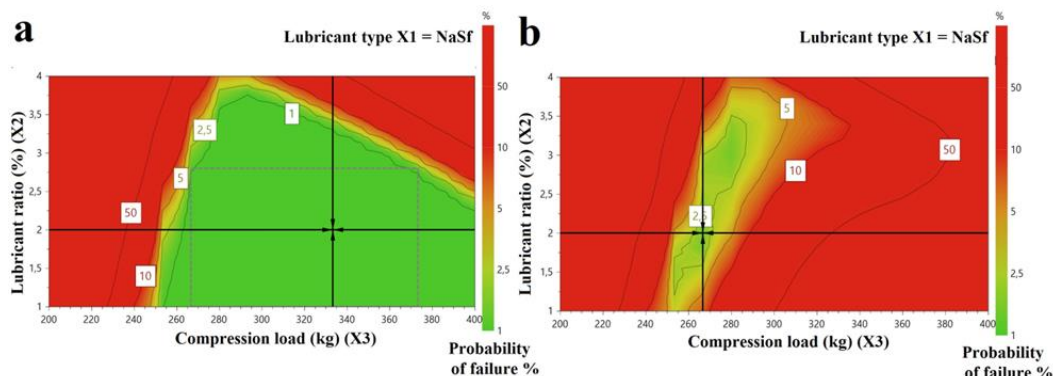 a
Lubricant type X1 = NaSf
%
Lubricant ratio (%) (X2)
4
3,5
3
2,5
2
1,5
1
1
2,5
5
50
10
50
10
5
2,5
1
200 220 240 260 280 300 320 340 360 380 400
Compression load (kg) (X3)
Probability
of failure %
b
Lubricant type X1 = NaSf
%
Lubricant ratio (%) (X2)
4
3,5
3
2,5
2
1,5
1
5
50
10
2,5
50
10
5
2,5
1
200 220 240 260 280 300 320 340 360 380 400
Compression load (kg) (X3)
Probability
of failure %